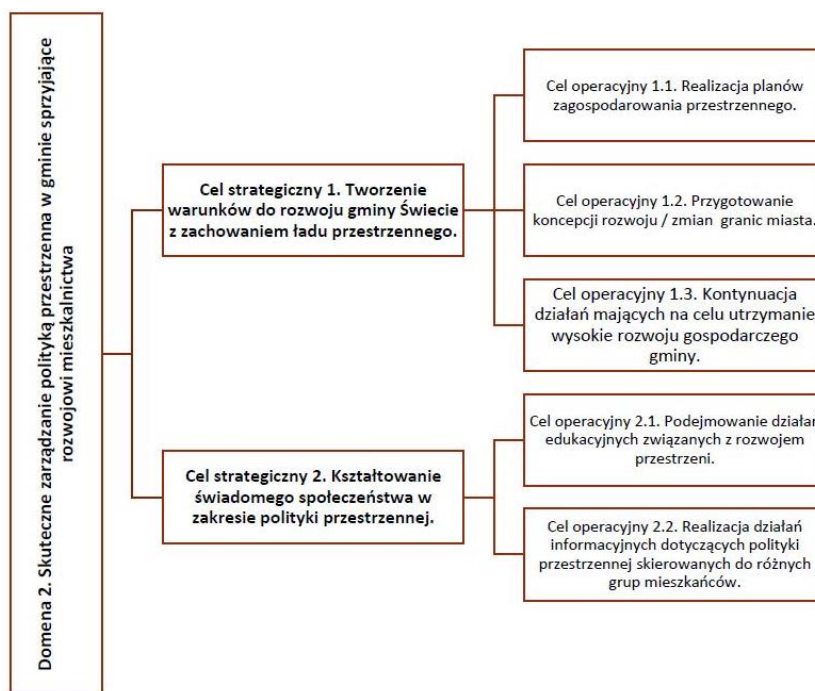 Domena 2. Skuteczne zarządzanie polityką przestrzenna w gminie sprzyjające
rozwojowi mieszkalnictwa
Cel strategiczny 1. Tworzenie
warunków do rozwoju gminy Świecie
z zachowaniem ładu przestrzennego.
Cel operacyjny 1.1. Realizacja planów
zagospodarowania przestrzennego.
Cel operacyjny 1.2. Przygotowanie
koncepcji rozwoju / zmian granic miasta.
Cel operacyjny 1.3. Kontynuacja
działań mających na celu utrzymanie
wysokie rozwoju gospodarczego
gminy.
Cel strategiczny 2. Kształtowanie
świadomego społeczeństwa w
zakresie polityki przestrzennej.
Cel operacyjny 2.1. Podejmowanie działań
edukacyjnych związanych z rozwojem
przestrzeni.
Cel operacyjny 2.2. Realizacja działań
informacyjnych dotyczących polityki
przestrzennej skierowanych do różnych
grup mieszkańców.